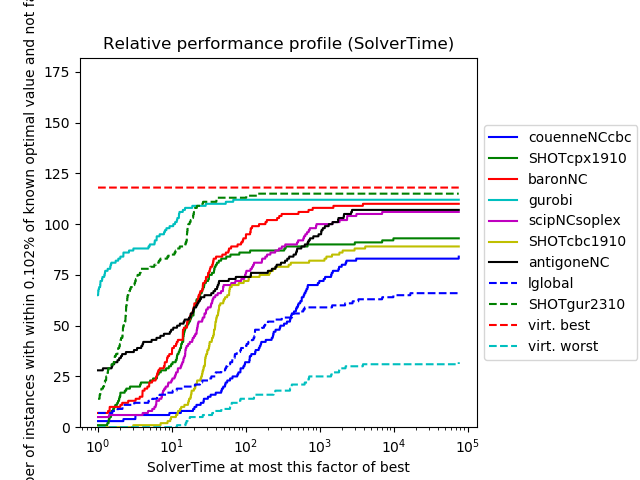 Relative performance profile (SolverTime)
of instances with within 0.102% of known optimal value and not
175
150
125
100
75
50
25
0
10^0
10^1
10^2
10^3
10^4
10^5
SolverTime at most this factor of best
couenneNCcbc
SHOTcpx1910
baronNC
gurobi
scipNCsoplex
SHOTcbc1910
antigoneNC
lglobal
SHOTgur2310
virt. best
virt. worst